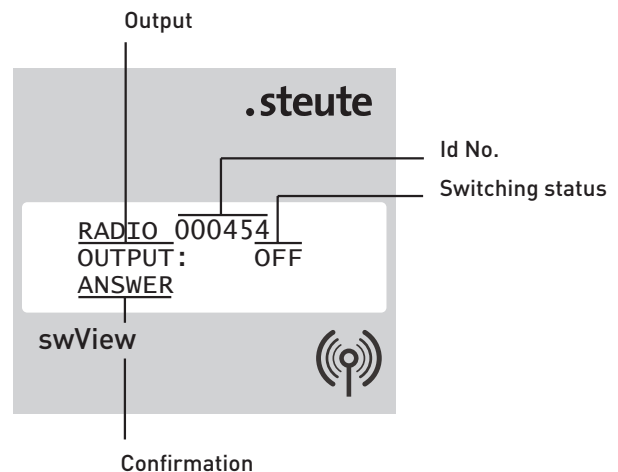 Output
.steute
Id No.
Switching status
RADIO 000454
OUTPUT: OFF
ANSWER
swView
Confirmation